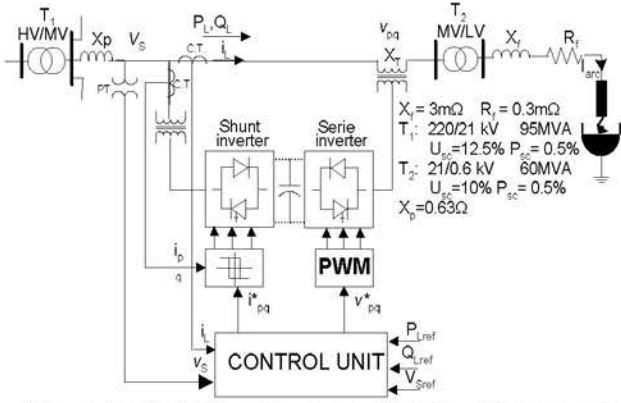 T1
HV/MV
Xp
VS
PL, QL
C.T
iL
vpq
XT
T2
MV/LV
Xf
Rf
iarc
PT
C.T
Xf = 3mΩ Rf = 0.3mΩ
T1: 220/21 kV 95MVA
Usc=12.5% Psc = 0.5%
T2: 21/0.6 kV 60MVA
Usc=10% Psc = 0.5%
Xp=0.63Ω
Shunt inverter
Serie inverter
ip
q
PWM
i*pq
v*pq
iL
vS
CONTROL UNIT
PLref
QLref
VSref